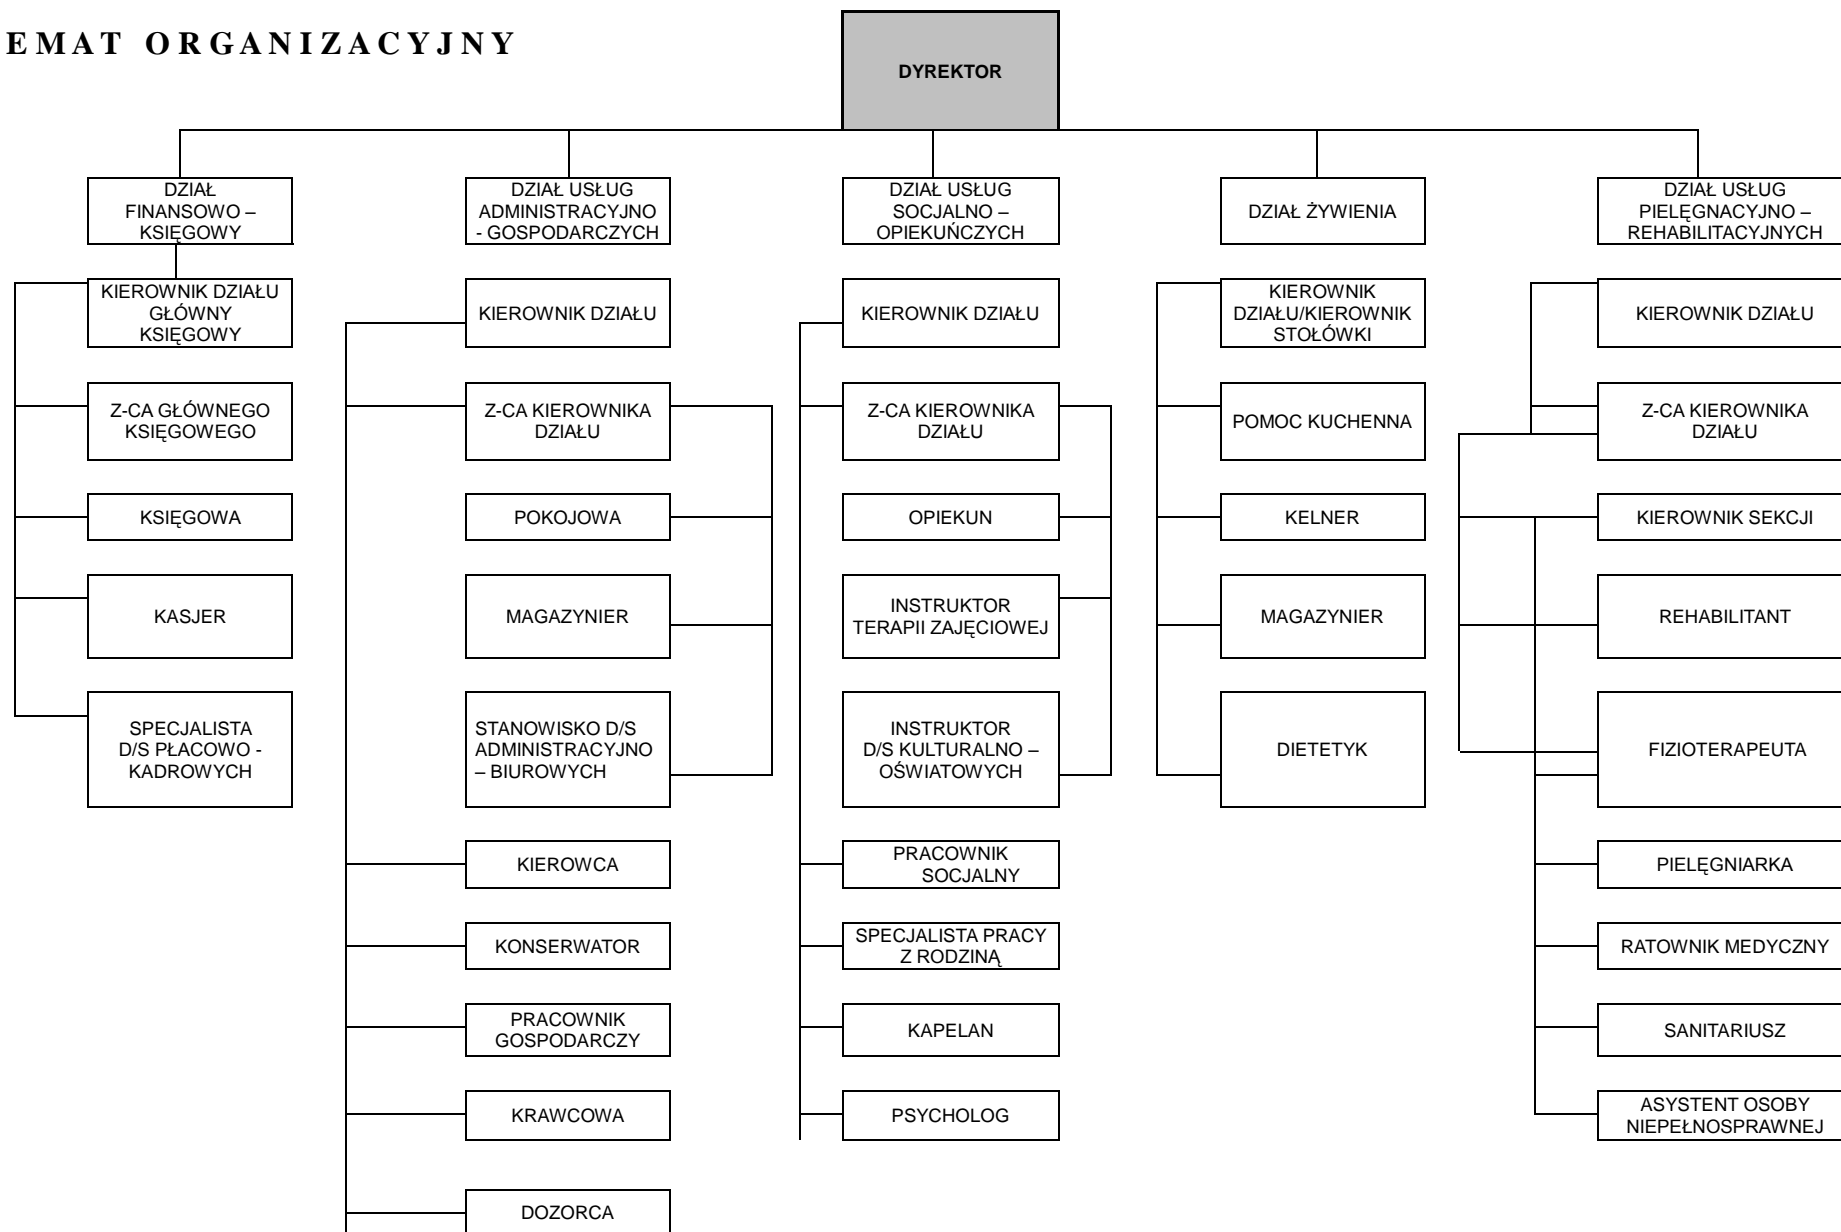 EMAT ORGANIZACYJNY
DYREKTOR
DZIAŁ
FINANSOWO –
KSIĘGOWY
DZIAŁ USŁUG
ADMINISTRACYJNO
- GOSPODARCZYCH
DZIAŁ USŁUG
SOCJALNO –
OPIEKUŃCZYCH
DZIAŁ ŻYWIENIA
DZIAŁ USŁUG
PIELĘGNACYJNO –
REHABILITACYJNYCH
KIEROWNIK DZIAŁU
GŁÓWNY
KSIĘGOWY
KIEROWNIK DZIAŁU
KIEROWNIK DZIAŁU
KIEROWNIK
DZIAŁU/KIEROWNIK
STOŁÓWKI
KIEROWNIK DZIAŁU
Z-CA GŁÓWNEGO
KSIĘGOWEGO
Z-CA KIEROWNIKA
DZIAŁU
Z-CA KIEROWNIKA
DZIAŁU
POMOC KUCHENNA
Z-CA KIEROWNIKA
DZIAŁU
KSIĘGOWA
POKOJOWA
OPIEKUN
KELNER
KIEROWNIK SEKCJI
KASJER
MAGAZYNIER
INSTRUKTOR
TERAPII ZAJĘCIOWEJ
MAGAZYNIER
REHABILITANT
SPECJALISTA
D/S PŁACOWO -
KADROWYCH
STANOWISKO D/S
ADMINISTRACYJNO
– BIUROWYCH
INSTRUKTOR
D/S KULTURALNO –
OŚWIATOWYCH
DIETETYK
FIZJOTERAPEUTA
KIEROWCA
PRACOWNIK
SOCJALNY
PIELĘGNIARKA
KONSERWATOR
SPECJALISTA PRACY
Z RODZINĄ
RATOWNIK MEDYCZNY
PRACOWNIK
GOSPODARCZY
KAPELAN
SANITARIUSZ
KRAWCOWA
PSYCHOLOG
ASYSTENT OSOBY
NIEPEŁNOSPRAWNEJ
DOZORCA